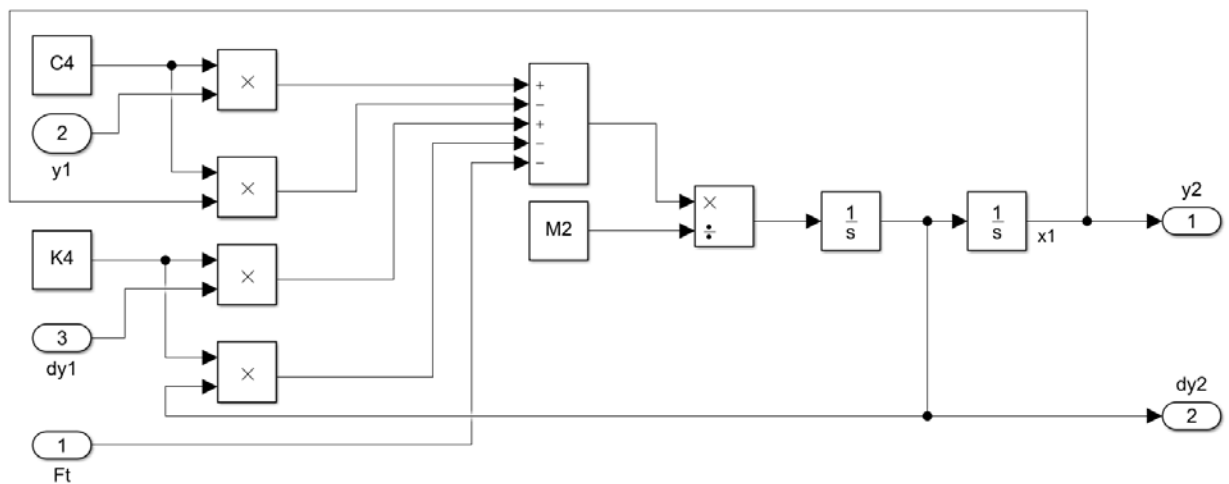 C4
×
2
y1
×
K4
×
3
dy1
×
1
Ft
+
−
+
−
−
M2
×
÷
1
s
1
s
x1
y2
1
dy2
2